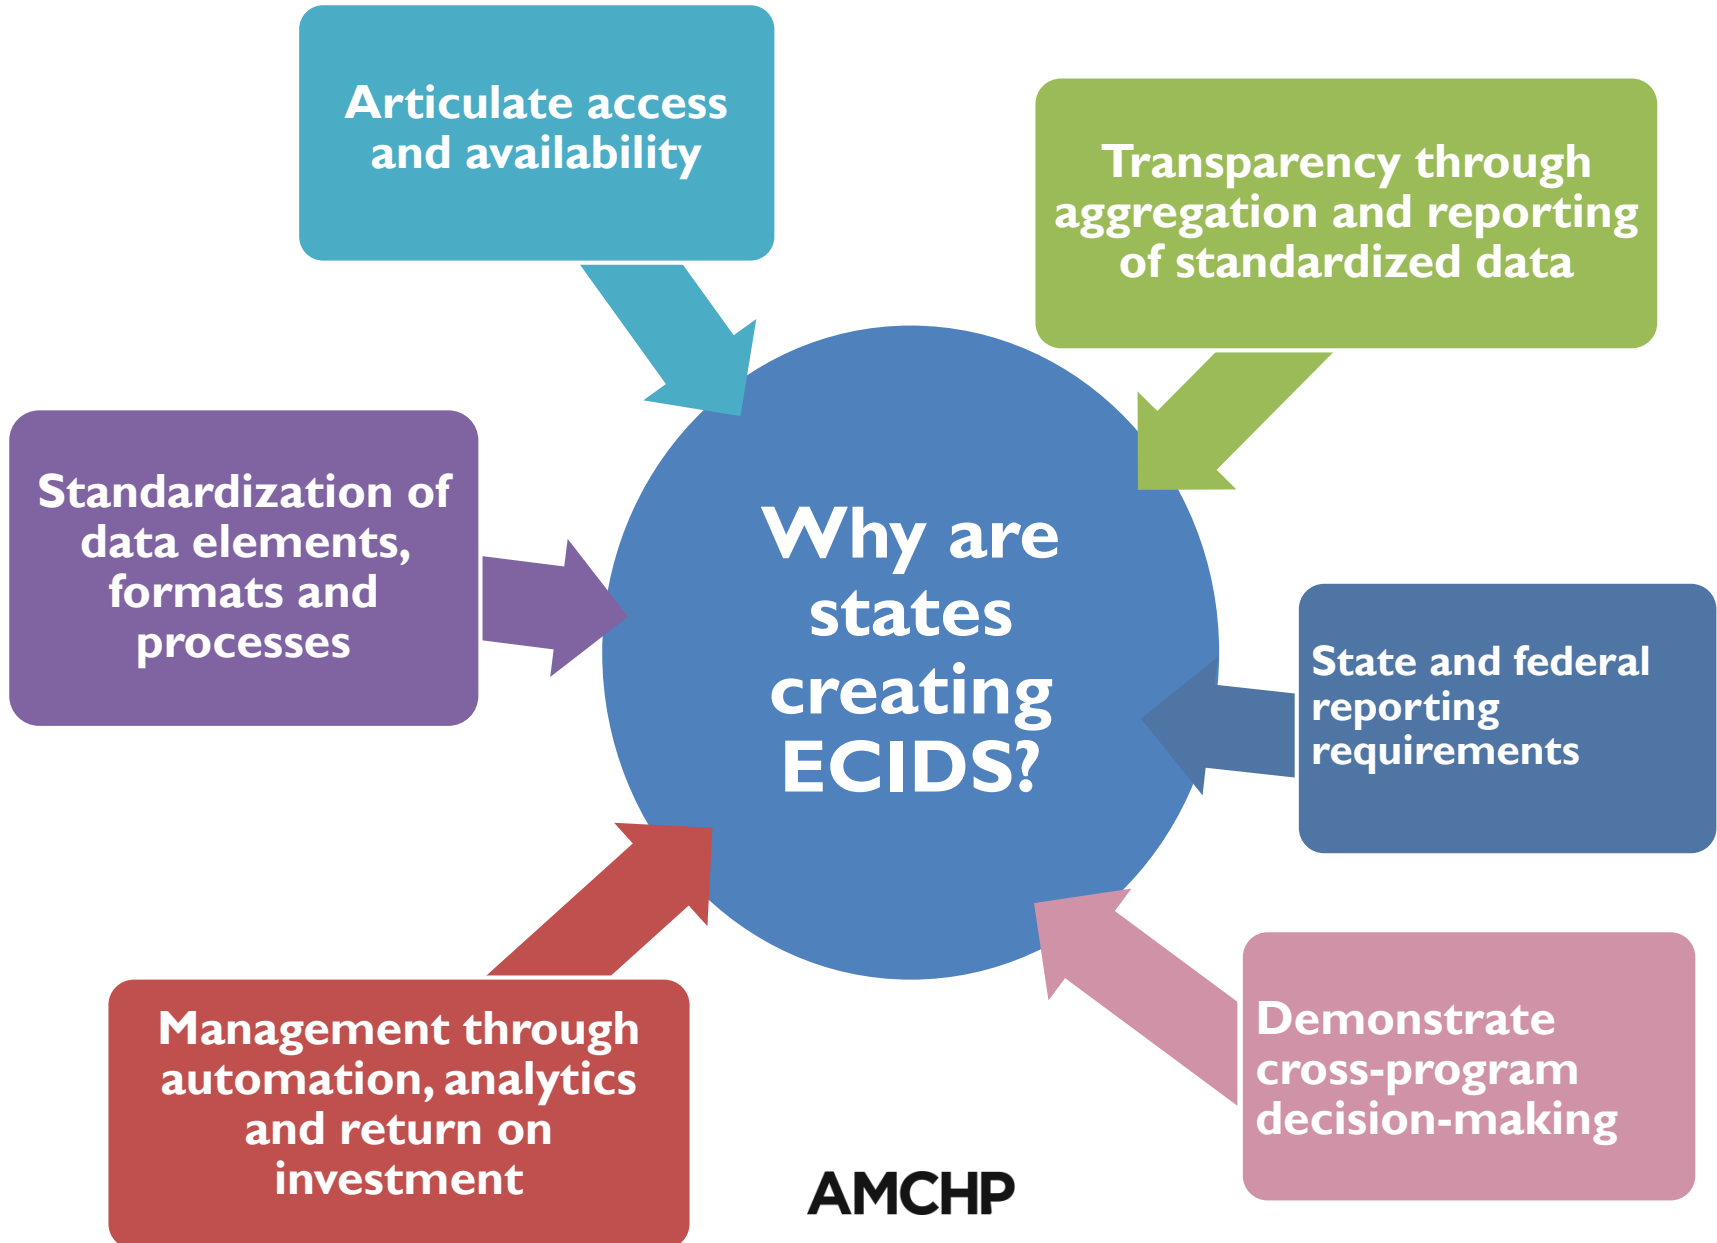 Articulate access
and availability
Transparency through
aggregation and reporting
of standardized data
Standardization of
data elements,
formats and
processes
Why are
states
creating
ECIDS?
State and federal
reporting
requirements
Management through
automation, analytics
and return on
investment
Demonstrate
cross-program
decision-making
AMCHP